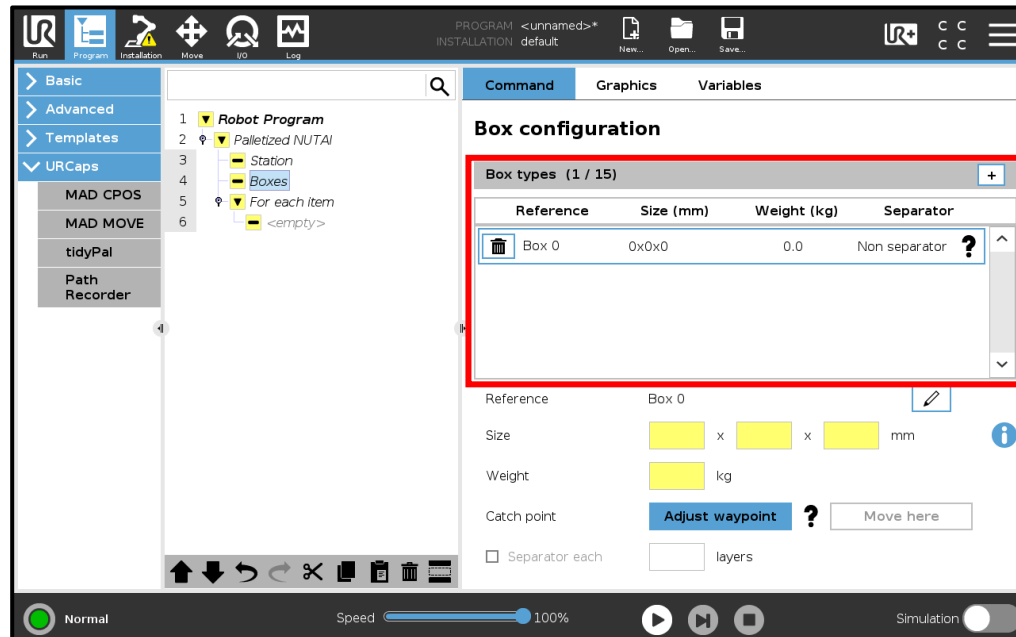 PROGRAM <unnamed>*
INSTALLATION default
UR
UR+
C C
C C
Run Program Installation Move I/O Log New... Open... Save...
Basic
Advanced
Templates
URCaps
MAD CPOS
MAD MOVE
tidyPal
Path
Recorder
1 Robot Program
2 Palletized NUTAI
3 Station
4 Boxes
5 For each item
6 <empty>
Command Graphics Variables
Box configuration
Box types (1 / 15) +
Reference Size (mm) Weight (kg) Separator
Box 0 0x0x0 0.0 Non separator ?
Reference Box 0
Size x x mm i
Weight kg
Catch point Adjust waypoint ? Move here
Separator each layers
Normal Speed 100% Simulation